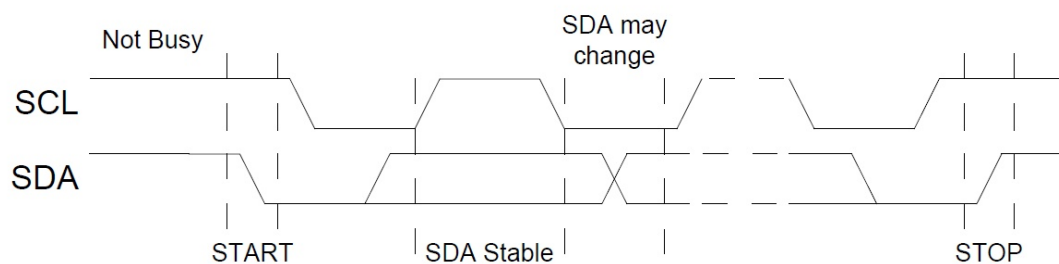 Not Busy
SDA may
change
SCL
SDA
START
SDA Stable
STOP